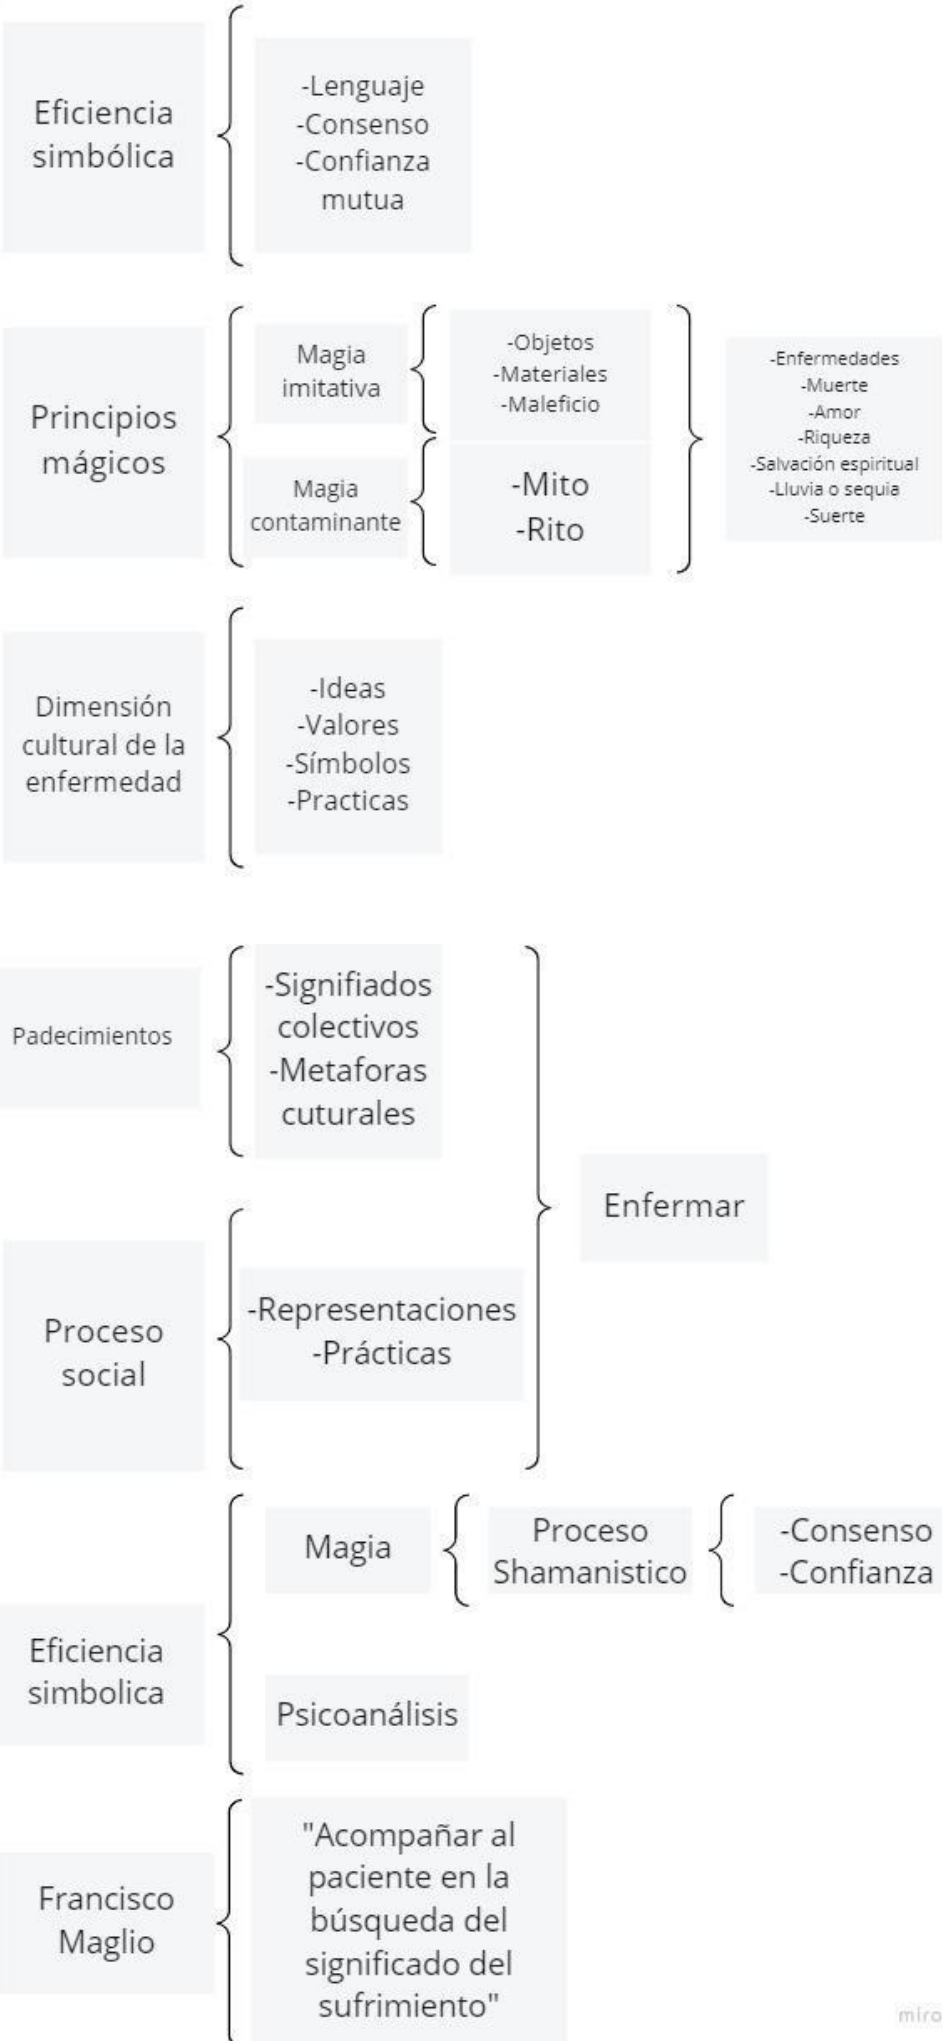 Eficiencia
simbólica
-Lenguaje
-Consenso
-Confianza
mutua
Principios
mágicos
Magia
imitativa
-Objetos
-Materiales
-Maleficio
Magia
contaminante
-Mito
-Rito
-Enfermedades
-Muerte
-Amor
-Riqueza
-Salvación espiritual
-Lluvia o sequia
-Suerte
Dimensión
cultural de la
enfermedad
-Ideas
-Valores
-Símbolos
-Practicas
Padecimientos
-Signifiados
colectivos
-Metaforas
cuturales
Proceso
social
-Representaciones
-Prácticas
Enfermar
Eficiencia
simbolica
Magia
Proceso
Shamanistico
-Consenso
-Confianza
Psicoanálisis
Francisco
Maglio
"Acompañar al
paciente en la
búsqueda del
significado del
sufrimiento"
miro